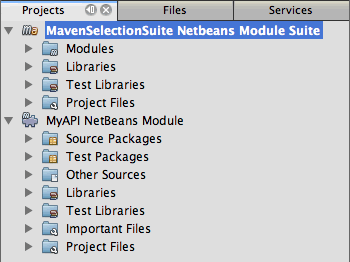 Projects Files Services
MavenSelectionSuite Netbeans Module Suite
Modules
Libraries
Test Libraries
Project Files
MyAPI NetBeans Module
Source Packages
Test Packages
Other Sources
Libraries
Test Libraries
Important Files
Project Files